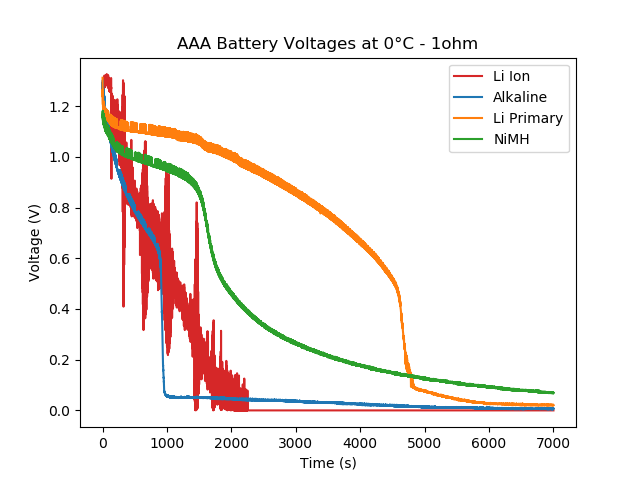 AAA Battery Voltages at 0°C - 1ohm
Li Ion
Alkaline
Li Primary
NiMH
1.2
1.0
0.8
0.6
0.4
0.2
0.0
Voltage (V)
0 1000 2000 3000 4000 5000 6000 7000
Time (s)